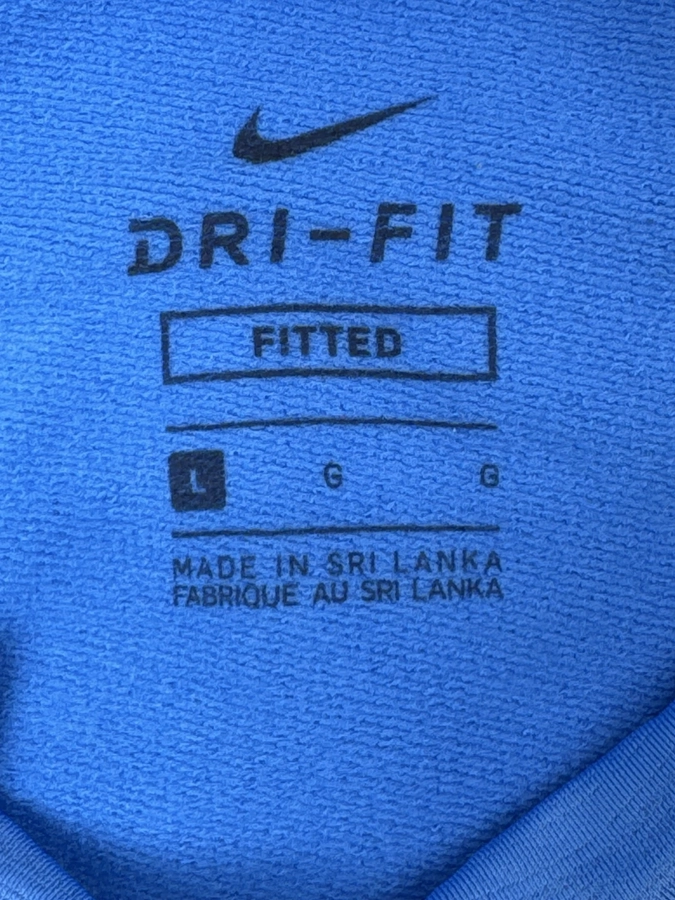 DRI-FIT
FITTED
L G G
MADE IN SRI LANKA
FABRIQUE AU SRI LANKA